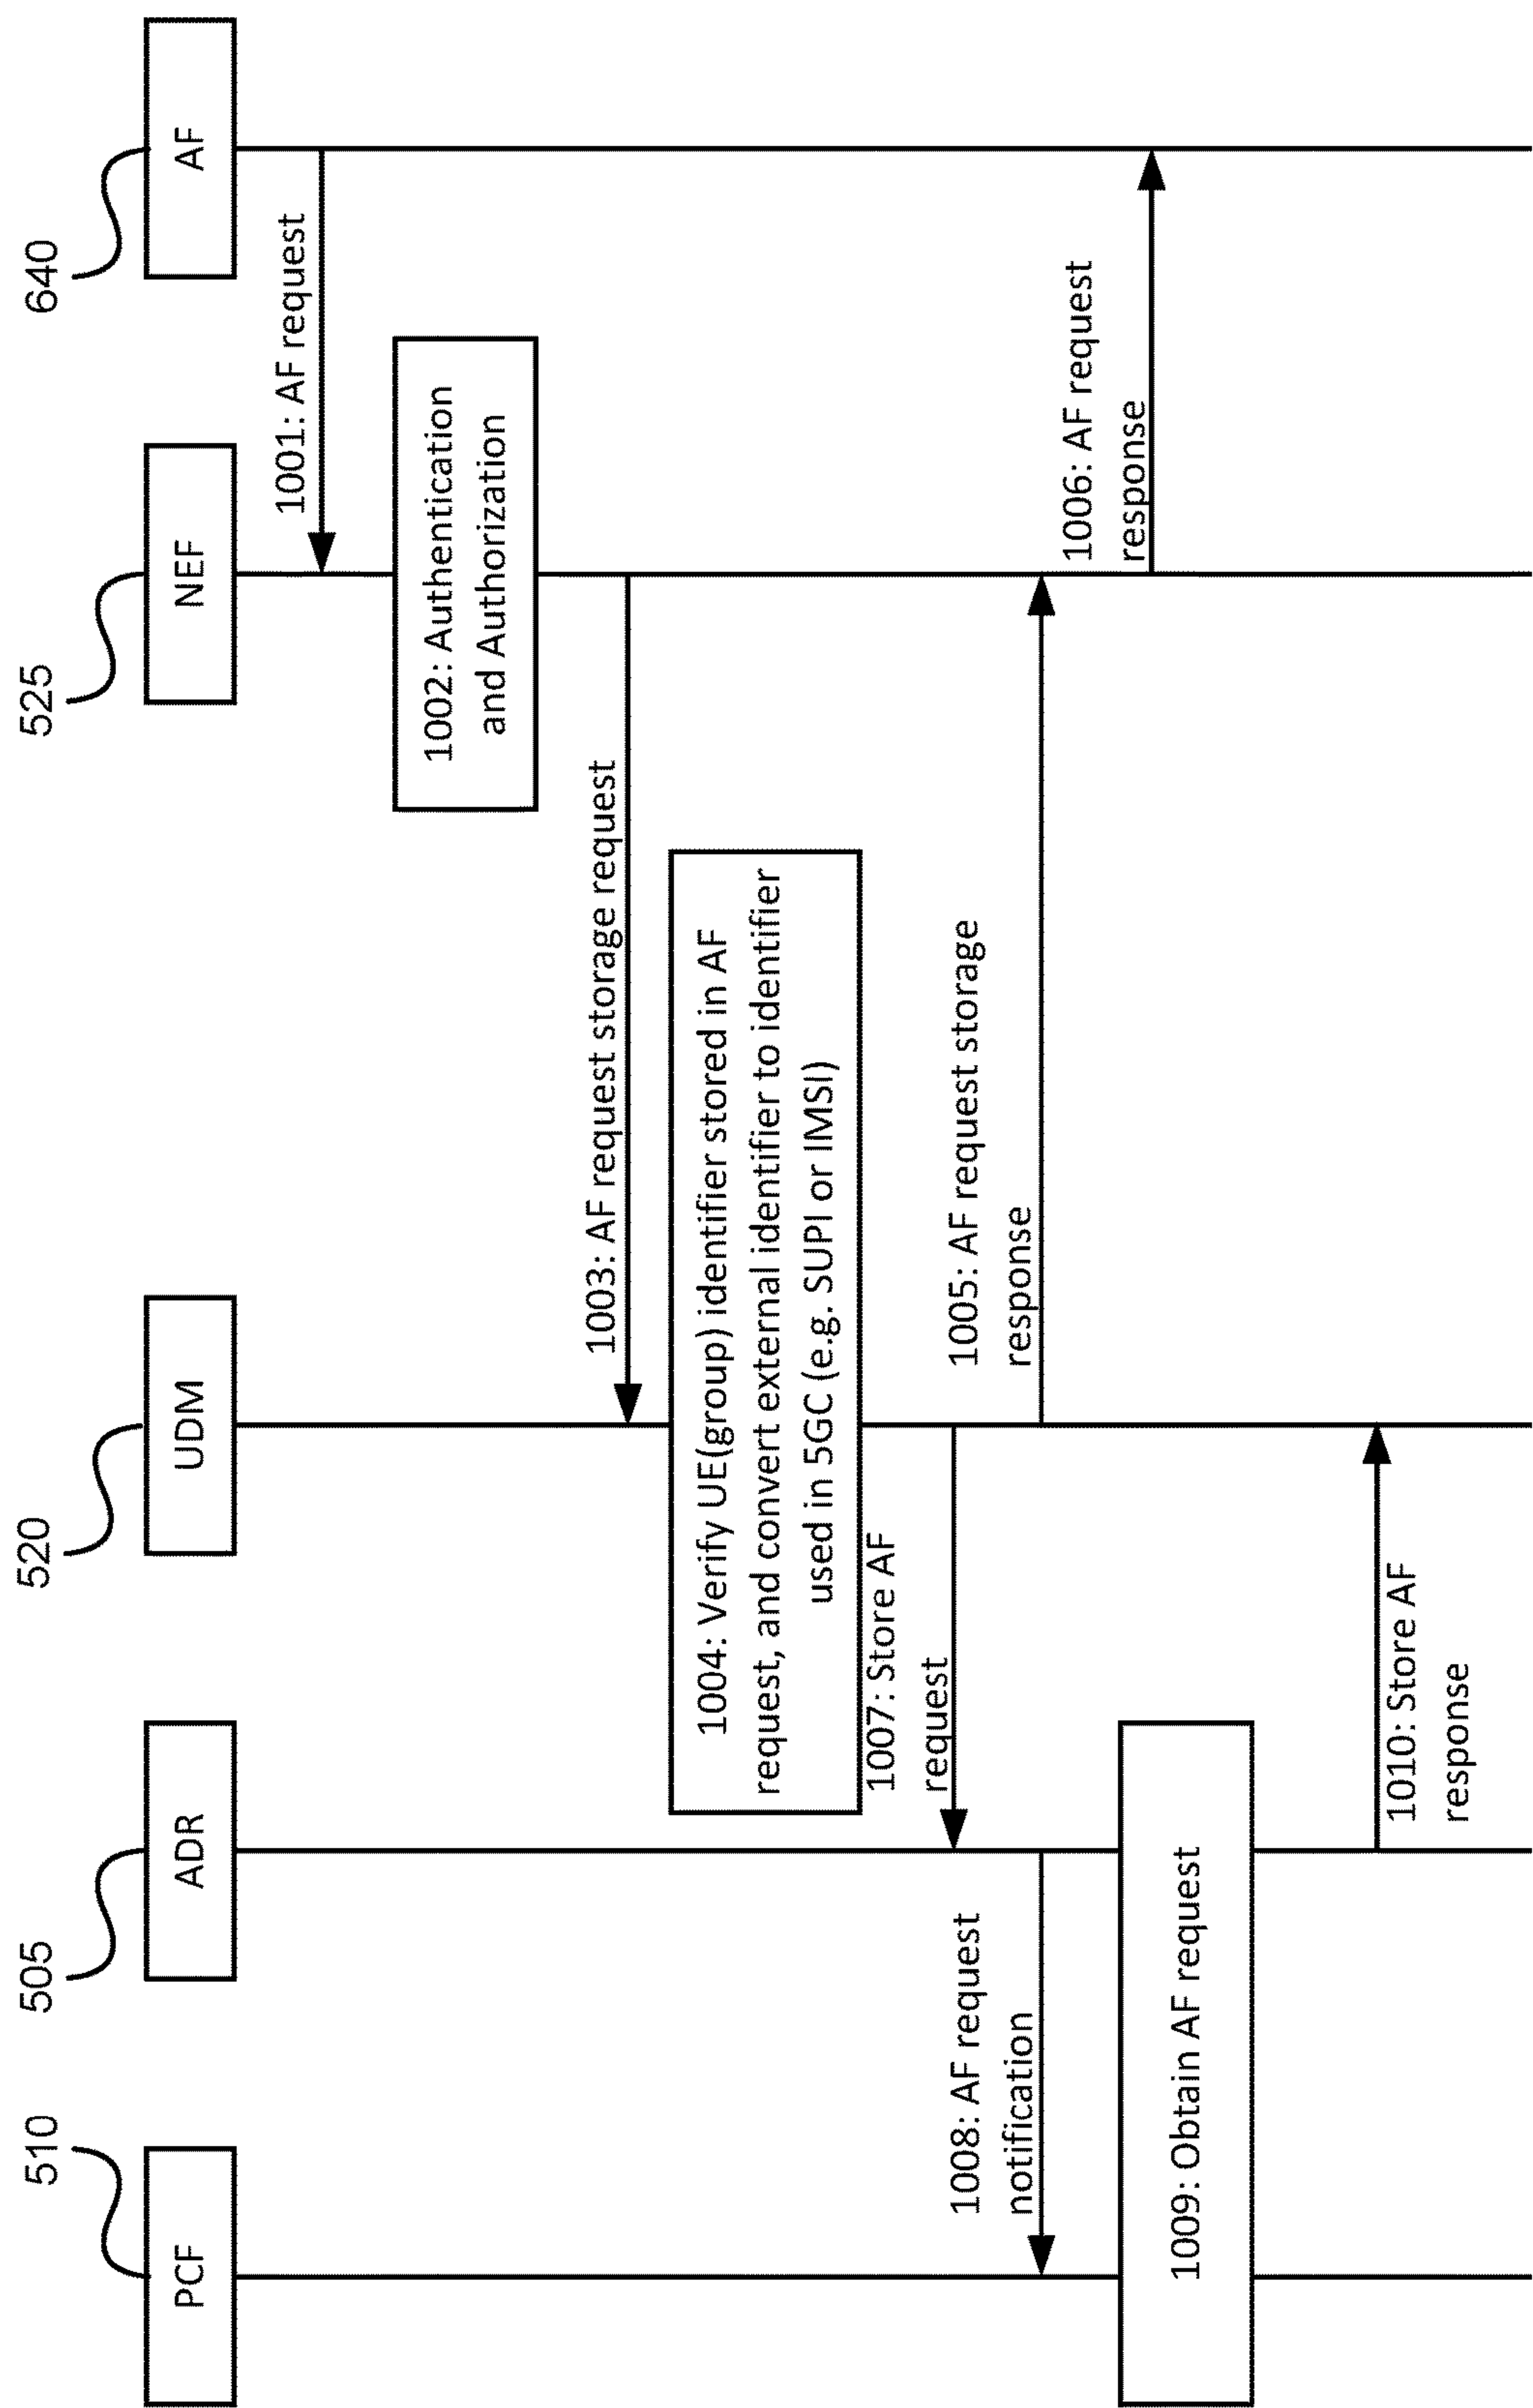 510
505
520
525
640
PCF
ADR
UDM
NEF
AF
1001: AF request
1002: Authentication
and Authorization
1003: AF request storage request
1004: Verify UE(group) identifier stored in AF
request, and convert external identifier to identifier
used in 5GC (e.g. SUPI or IMSI)
1007: Store AF
request
1005: AF request storage
response
1008: AF request
notification
1006: AF request
response
1009: Obtain AF request
1010: Store AF
response